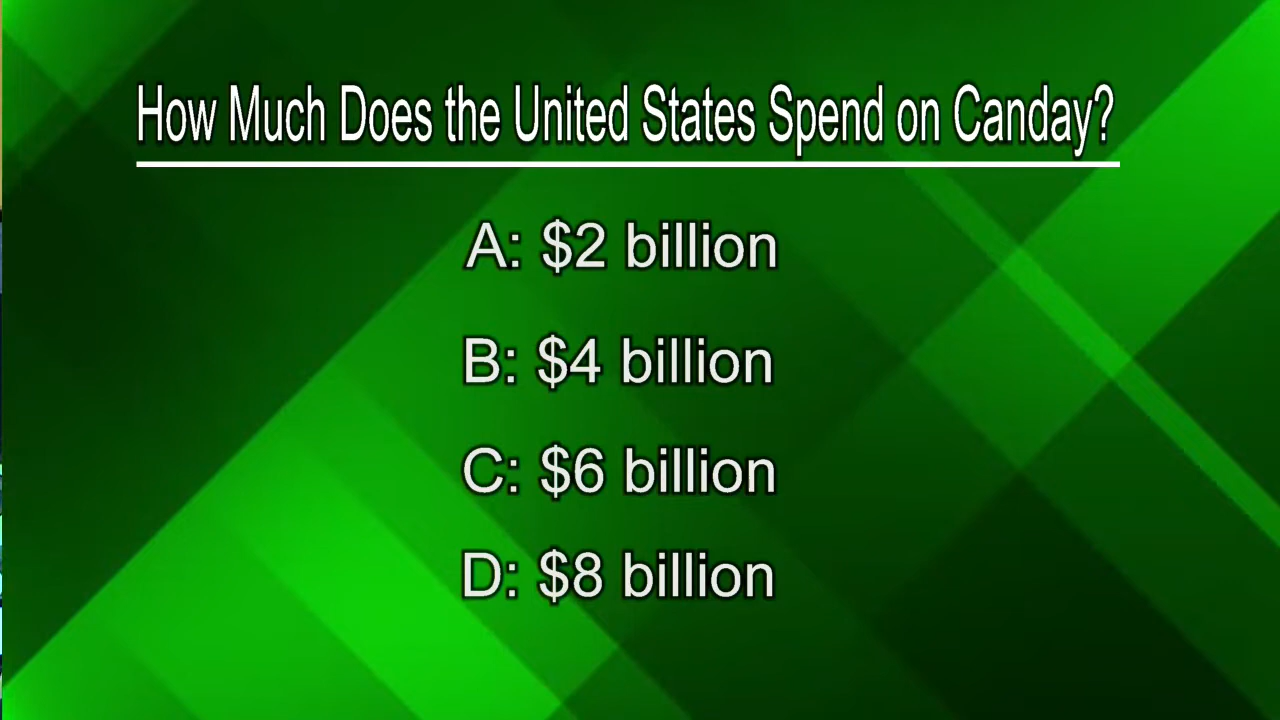 How Much Does the United States Spend on Canday?
A: $2 billion
B: $4 billion
C: $6 billion
D: $8 billion